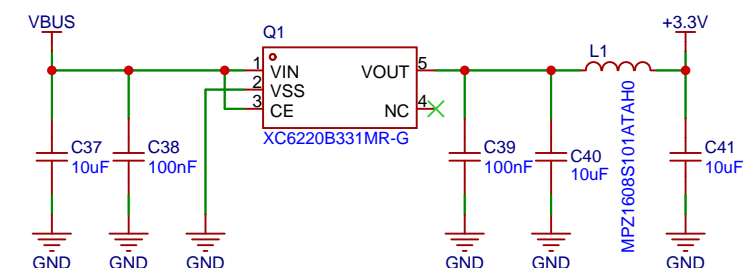 VBUS
+3.3V
Q1
L1
1
VIN
VOUT
5
2
VSS
3
CE
NC
4
XC6220B331MR-G
MPZ1608S101ATAH0
C37
10uF
C38
100nF
C39
100nF
C40
10uF
C41
10uF
GND
GND
GND
GND
GND
GND